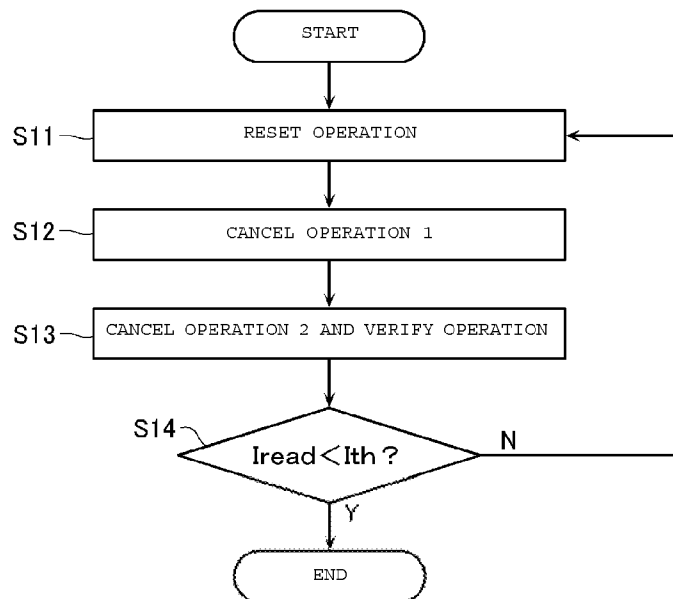 START
S11
RESET OPERATION
S12
CANCEL OPERATION 1
S13
CANCEL OPERATION 2 AND VERIFY OPERATION
S14
Iread<Ith?
N
Y
END